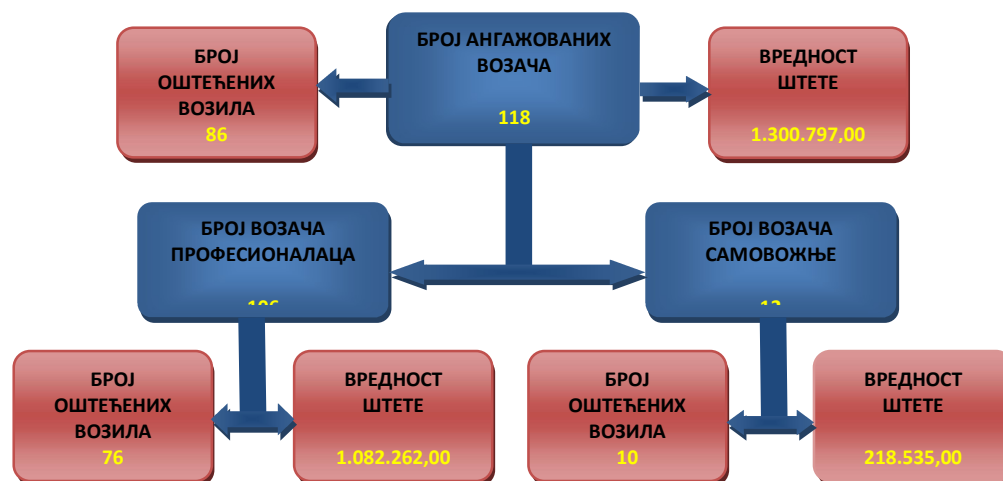 БРОЈ АНГАЖОВАНИХ
ВОЗАЧА
118
БРОЈ
ОШТЕЋЕНИХ
ВОЗИЛА
86
ВРЕДНОСТ
ШТЕТЕ
1.300.797,00
БРОЈ ВОЗАЧА
ПРОФЕСИОНАЛАЦА
БРОЈ ВОЗАЧА
САМОВОЖЊЕ
БРОЈ
ОШТЕЋЕНИХ
ВОЗИЛА
76
ВРЕДНОСТ
ШТЕТЕ
1.082.262,00
БРОЈ
ОШТЕЋЕНИХ
ВОЗИЛА
10
ВРЕДНОСТ
ШТЕТЕ
218.535,00